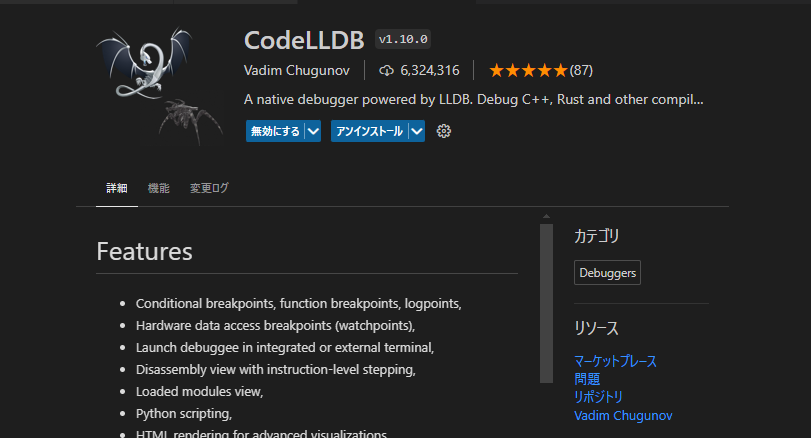 CodeLLDB v1.10.0
Vadim Chugunov 6,324,316 ★★★★★(87)
A native debugger powered by LLDB. Debug C++, Rust and other compil...
無効にする アンインストール
詳細 機能 変更ログ
Features
• Conditional breakpoints, function breakpoints, logpoints,
• Hardware data access breakpoints (watchpoints),
• Launch debuggee in integrated or external terminal,
• Disassembly view with instruction-level stepping,
• Loaded modules view,
• Python scripting,
• HTML rendering for advanced visualizations
カテゴリ
Debuggers
リソース
マーケットプレース
問題
リポジトリ
Vadim Chugunov